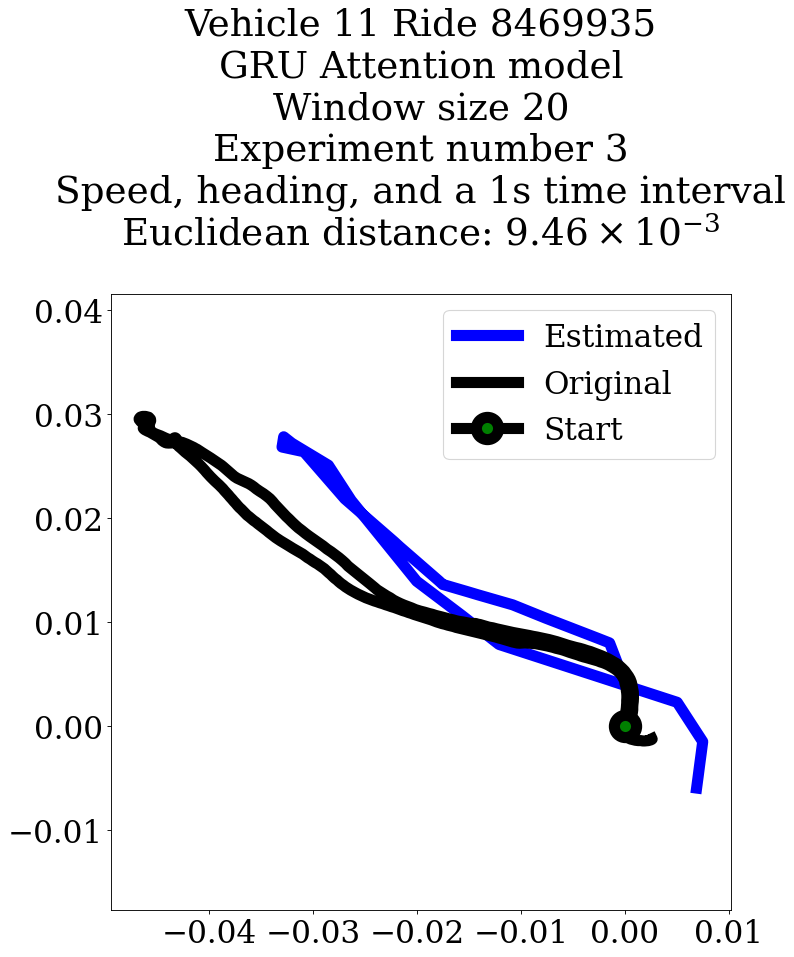 Vehicle 11 Ride 8469935
GRU Attention model
Window size 20
Experiment number 3
Speed, heading, and a 1s time interval
Euclidean distance: 9.46 × 10⁻³
0.04
0.03
0.02
0.01
0.00
−0.01
Estimated
Original
Start
−0.04 −0.03 −0.02 −0.01 0.00 0.01